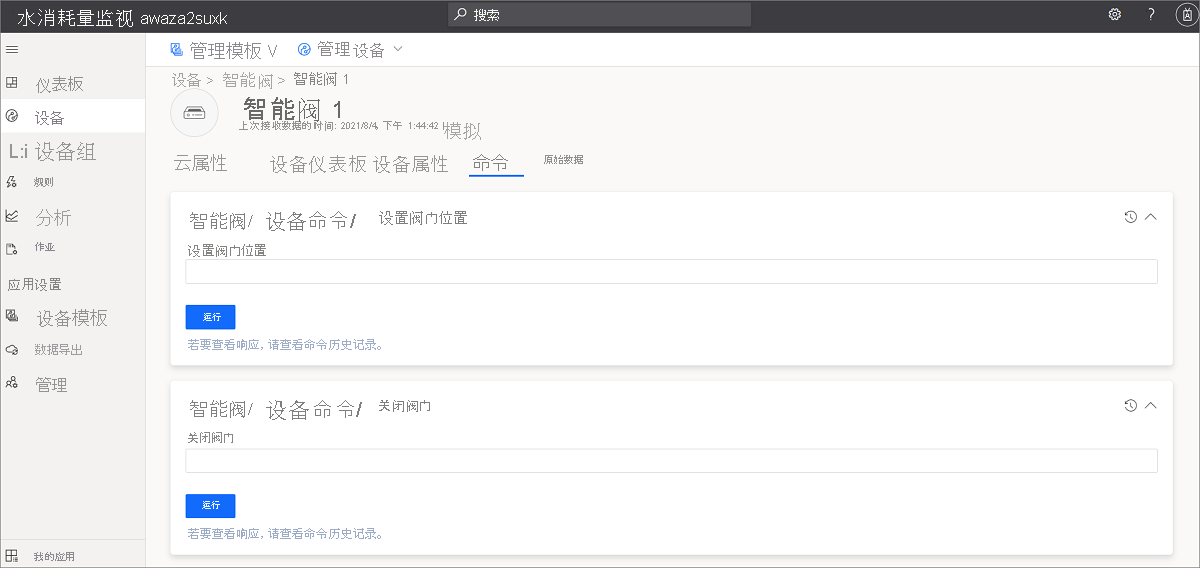 水消耗量监视 awaza2suxk
搜索
?
管理模板 V 管理设备
仪表板
设备
L:i 设备组
规则
分析
作业
应用设置
设备模板
数据导出
管理
我的应用
设备 > 智能阀 > 智能阀 1
智能阀 1
上次接收数据的时间: 2021/8/4, 下午 1:44:42 模拟
云属性 设备仪表板 设备属性 命令 原始数据
智能阀/ 设备命令/ 设置阀门位置
设置阀门位置
运行
若要查看响应, 请查看命令历史记录。
智能阀/ 设备命令/ 关闭阀门
关闭阀门
运行
若要查看响应, 请查看命令历史记录。